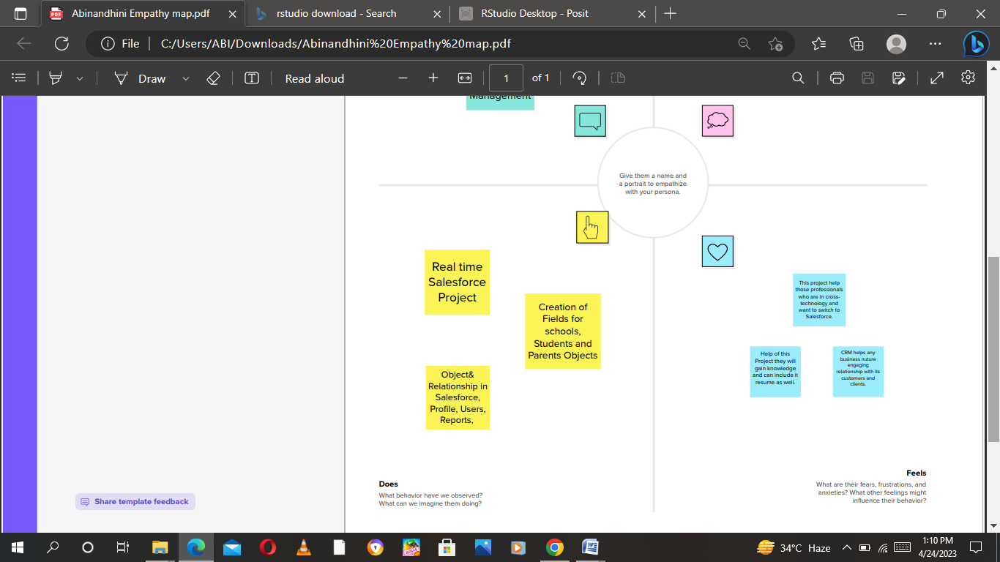 Abinandhini Empathy map.pdf
rstudio download - Search
RStudio Desktop - Posit
File
C:/Users/ABI/Downloads/Abinandhini%20Empathy%20map.pdf
Draw
Read aloud
1
of 1
Management
Give them a name and
a portrait to empathize
with your persona.
Real time
Salesforce
Project
Creation of
Fields for
schools,
Students and
Parents Objects
Object&
Relationship in
Salesforce,
Profile, Users,
Reports,
This project help
those professionals
who are in cross-
technology and
want to switch to
Salesforce.
Help of this
Project they will
gain knowledge
and can include it
resume as well.
CRM helps any
business nuture
engaging
relationship with its
customers and
clients.
Does
What behavior have we observed?
What can we imagine them doing?
Feels
What are their fears, frustrations, and
anxieties? What other feelings might
influence their behavior?
Share template feedback
34°C Haze
1:10 PM
4/24/2023